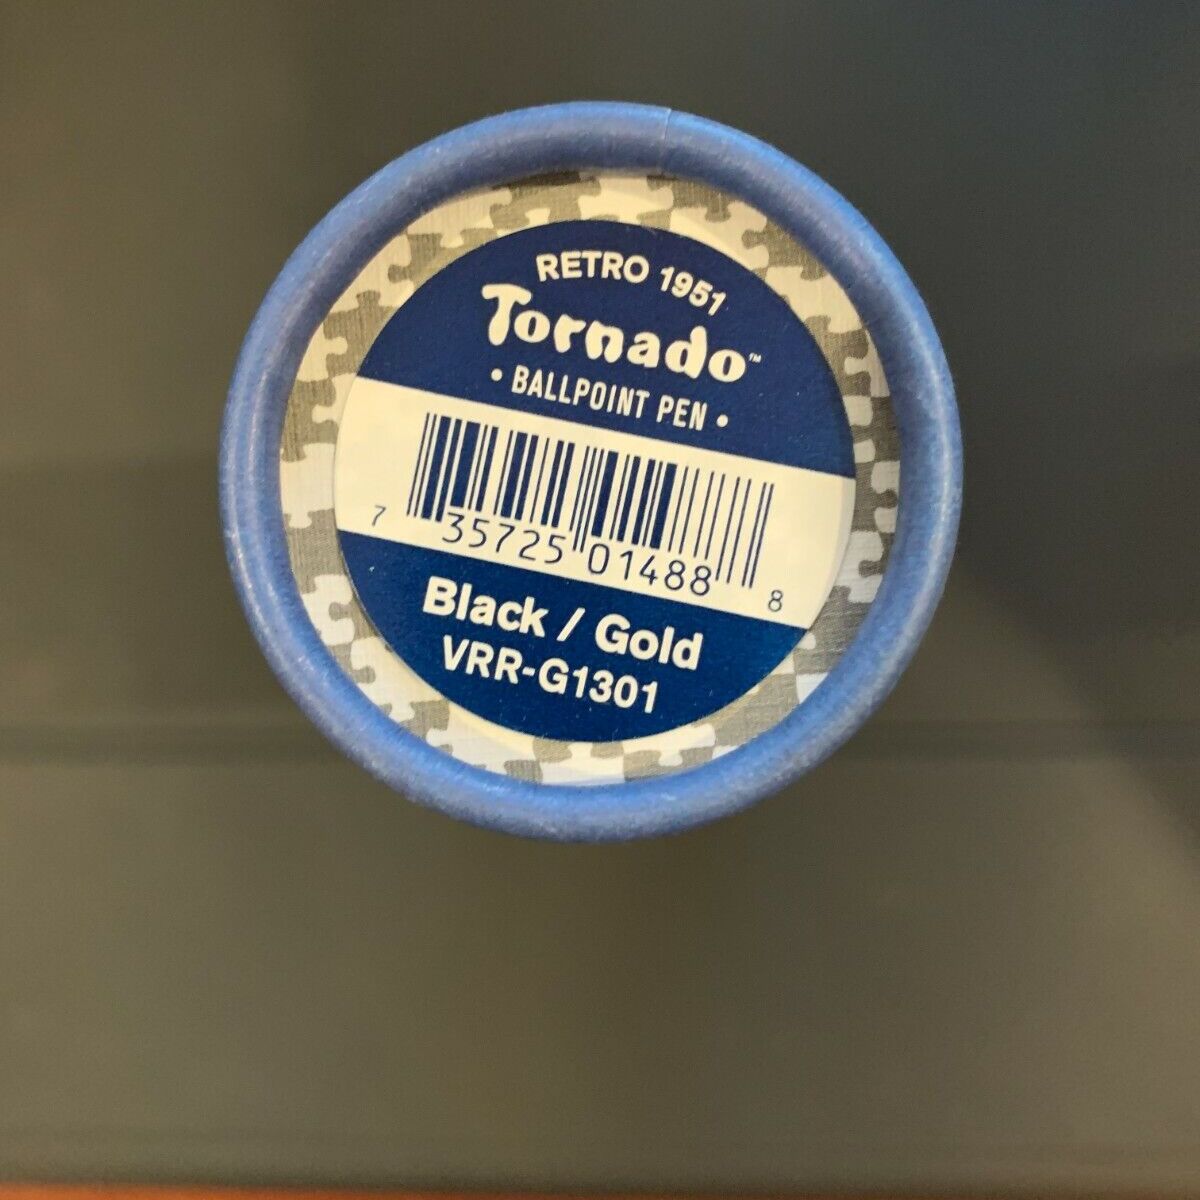 RETRO 1951
Tornado™
• BALLPOINT PEN •
7 35725 01488 8
Black / Gold
VRR-G1301